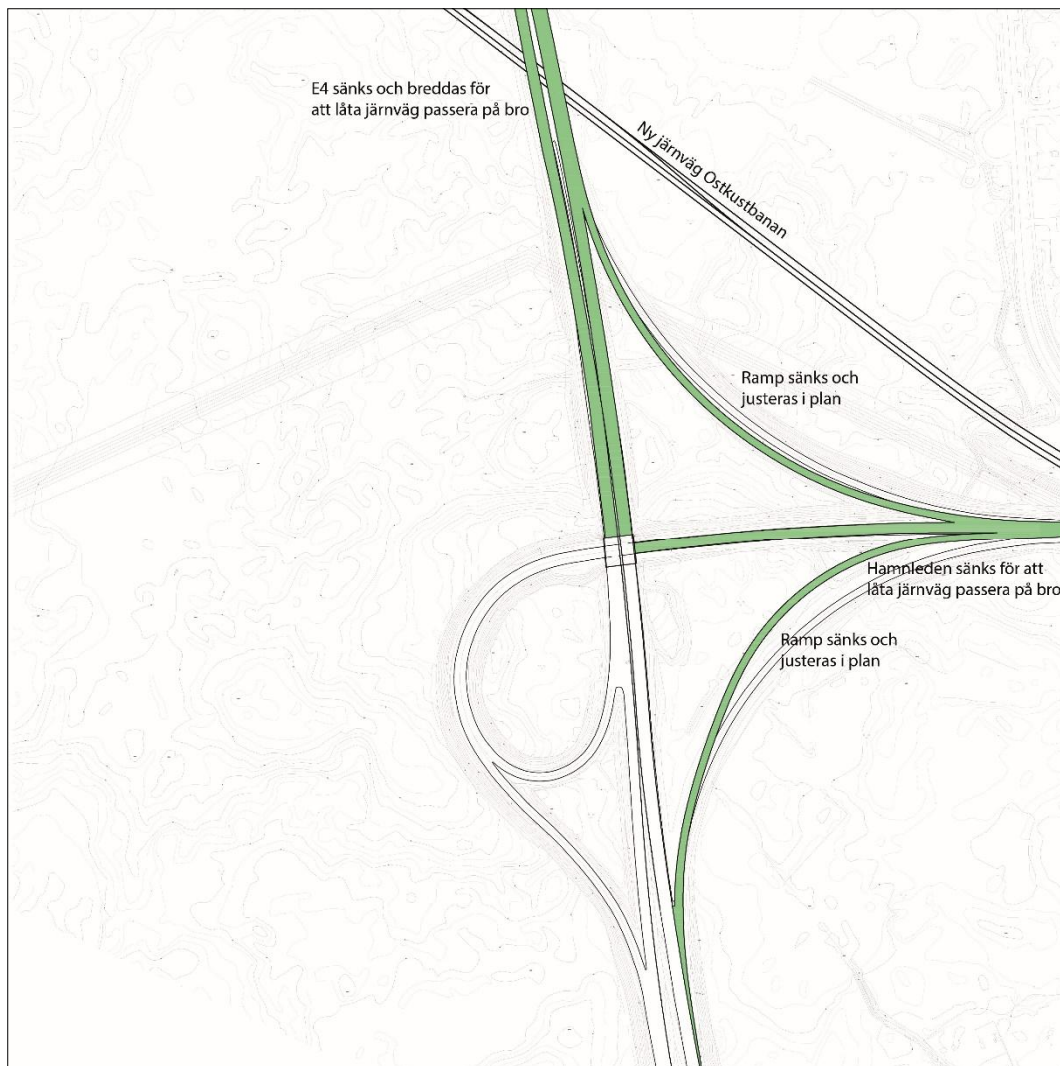 E4 sänks och breddas för
att låta järnväg passera på bro
Ny järnväg Ostkustbanan
Ramp sänks och
justeras i plan
Hamnleden sänks för att
låta järnväg passera på bro
Ramp sänks och
justeras i plan